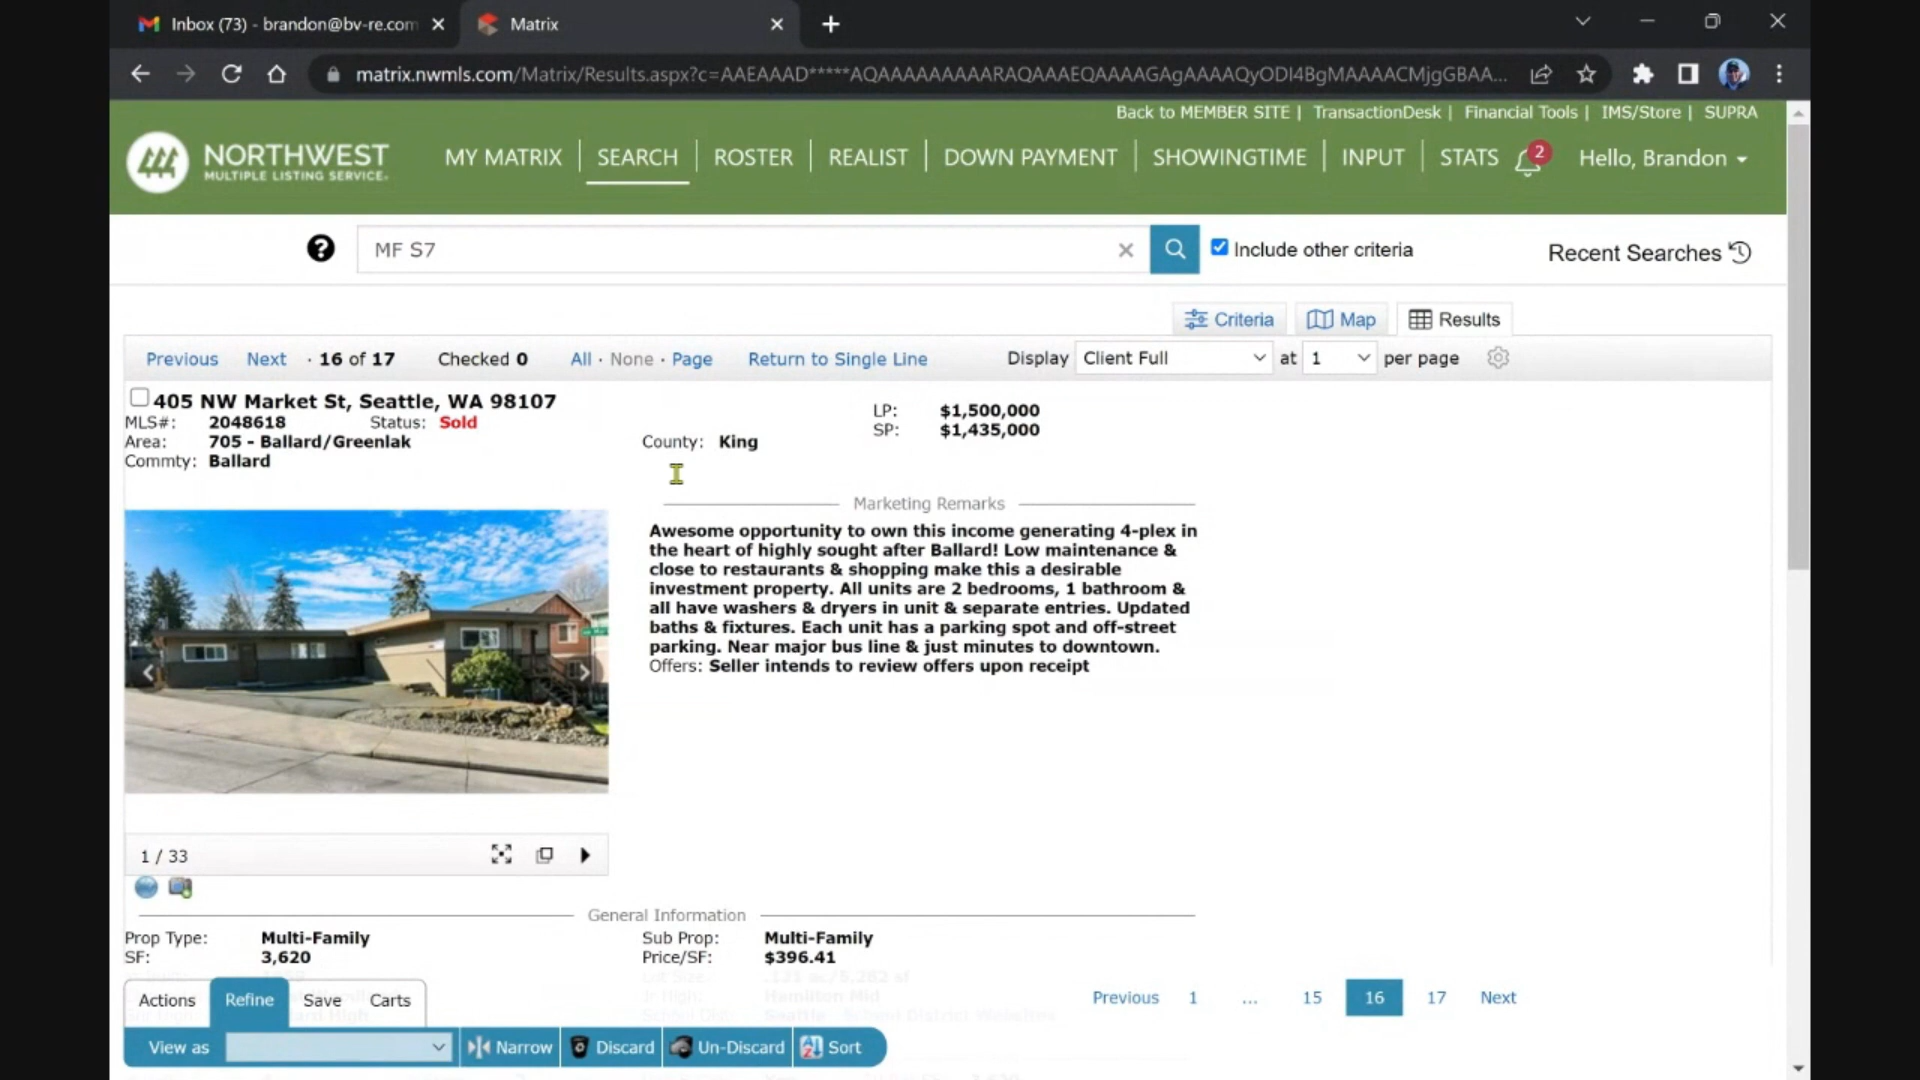 Inbox (73) - brandon@bv-re.com
Matrix
matrix.nwmls.com/Matrix/Results.aspx?c=AAEAAAD*****AQAAAAAAAAARAQAAAEQAAAAGAgAAAAQyODI4BgMAAAACMjgGBAA...
Back to MEMBER SITE | TransactionDesk | Financial Tools | IMS/Store | SUPRA
NORTHWEST
MULTIPLE LISTING SERVICE
MY MATRIX | SEARCH | ROSTER | REALIST | DOWN PAYMENT | SHOWINGTIME | INPUT | STATS 2 Hello, Brandon
? MF S7 Include other criteria Recent Searches
Criteria Map Results
Previous Next · 16 of 17 Checked 0 All · None · Page Return to Single Line Display Client Full at 1 per page
405 NW Market St, Seattle, WA 98107
LP: $1,500,000
MLS#: 2048618 Status: Sold
SP: $1,435,000
Area: 705 - Ballard/Greenlak County: King
Commty: Ballard
Marketing Remarks
Awesome opportunity to own this income generating 4-plex in
the heart of highly sought after Ballard! Low maintenance &
close to restaurants & shopping make this a desirable
investment property. All units are 2 bedrooms, 1 bathroom &
all have washers & dryers in unit & separate entries. Updated
baths & fixtures. Each unit has a parking spot and off-street
parking. Near major bus line & just minutes to downtown.
Offers: Seller intends to review offers upon receipt
1 / 33
General Information
Prop Type: Multi-Family Sub Prop: Multi-Family
SF: 3,620 Price/SF: $396.41
Actions Refine Save Carts
Previous 1 ... 15 16 17 Next
View as Narrow Discard Un-Discard Sort